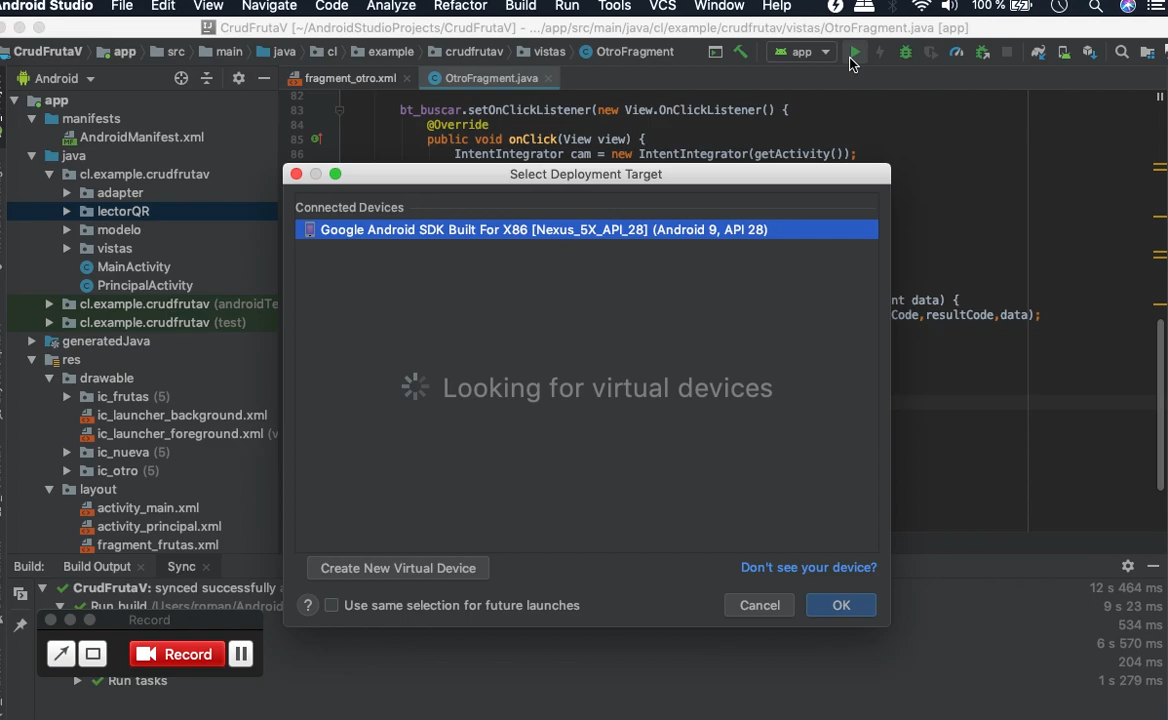 Android Studio File Edit View Navigate Code Analyze Refactor Build Run Tools VCS Window Help 100 %
CrudFrutaV [~/AndroidStudioProjects/CrudFrutaV] - .../app/src/main/java/cl/example/crudfrutav/vistas/OtroFragment.java [app]
CrudFrutaV app src main java cl example crudfrutav vistas OtroFragment app
Android fragment_otro.xml OtroFragment.java
82
83 bt_buscar.setOnClickListener(new View.OnClickListener() {
84 @Override
85 public void onClick(View view) {
86 IntentIntegrator cam = new IntentIntegrator(getActivity());
app
manifests
AndroidManifest.xml
java
cl.example.crudfrutav
adapter
lectorQR
modelo
vistas
MainActivity
PrincipalActivity
cl.example.crudfrutav (androidTe
cl.example.crudfrutav (test)
generatedJava
res
drawable
ic_frutas (5)
ic_launcher_background.xml
ic_launcher_foreground.xml (v
ic_nueva (5)
ic_otro (5)
layout
activity_main.xml
activity_principal.xml
fragment_frutas.xml
Select Deployment Target
Connected Devices
Google Android SDK Built For X86 [Nexus_5X_API_28] (Android 9, API 28)
Looking for virtual devices
Create New Virtual Device Don't see your device?
? Use same selection for future launches Cancel OK
nt data) {
Code,resultCode,data);
Build: Build Output Sync
CrudFrutaV: synced successfully 12 s 464 ms
Run build /Users/roman/Android 9 s 23 ms
534 ms
6 s 570 ms
204 ms
Run tasks 1 s 279 ms
Record
Record